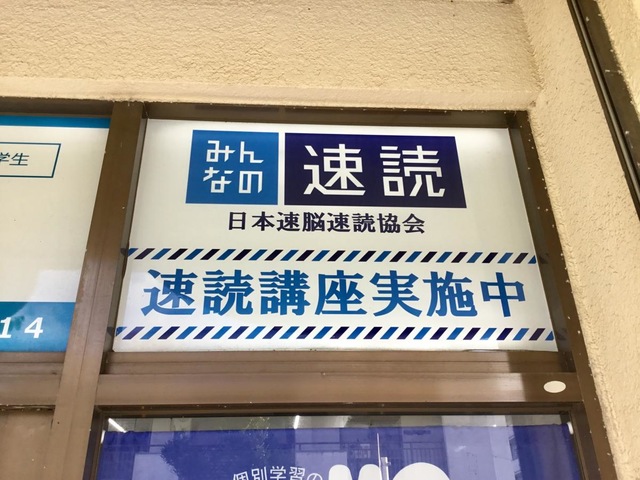 みんなの
速読
日本速脳速読協会
速読講座実施中
学生
14
個別学習の